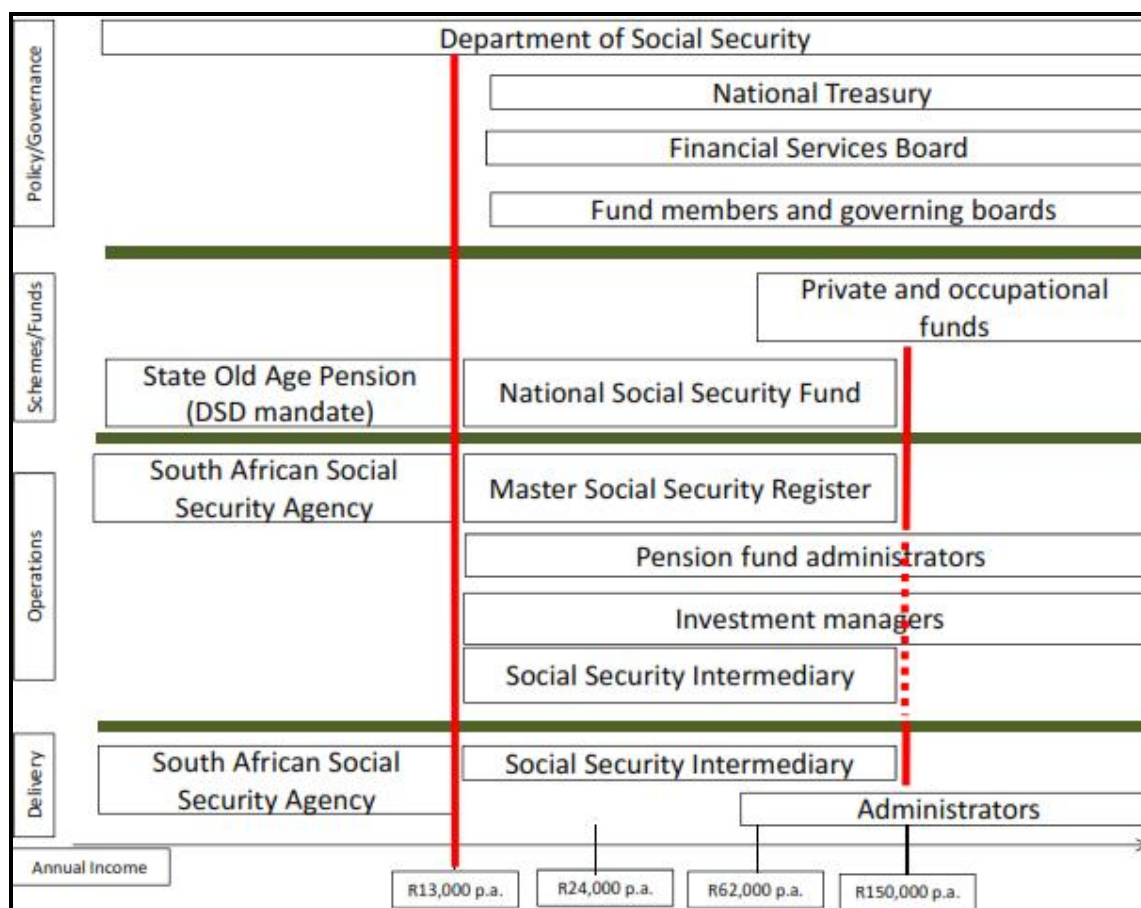 Policy/Governance
Department of Social Security
National Treasury
Financial Services Board
Fund members and governing boards
Schemes/Funds
Private and occupational
funds
State Old Age Pension
(DSD mandate)
National Social Security Fund
Operations
South African Social
Security Agency
Master Social Security Register
Pension fund administrators
Investment managers
Social Security Intermediary
Delivery
South African Social
Security Agency
Social Security Intermediary
Administrators
Annual Income
R13,000 p.a.
R24,000 p.a.
R62,000 p.a.
R150,000 p.a.